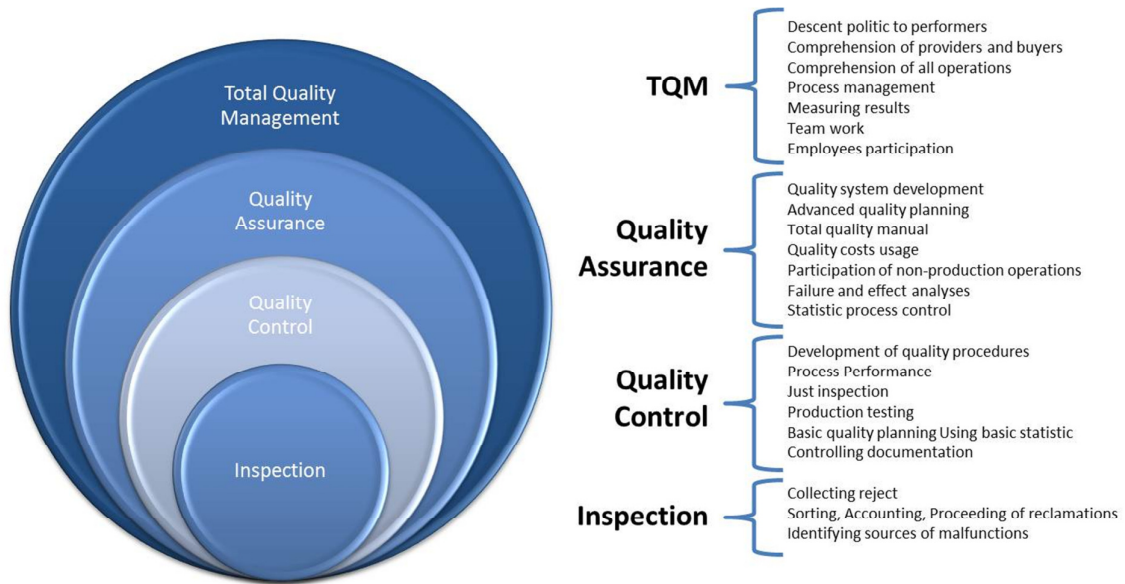 Total Quality
Management
Quality
Assurance
Quality
Control
Inspection
TQM
Descent politic to performers
Comprehension of providers and buyers
Comprehension of all operations
Process management
Measuring results
Team work
Employees participation
Quality
Assurance
Quality system development
Advanced quality planning
Total quality manual
Quality costs usage
Participation of non-production operations
Failure and effect analyses
Statistic process control
Quality
Control
Development of quality procedures
Process Performance
Just inspection
Production testing
Basic quality planning Using basic statistic
Controlling documentation
Inspection
Collecting reject
Sorting, Accounting, Proceeding of reclamations
Identifying sources of malfunctions